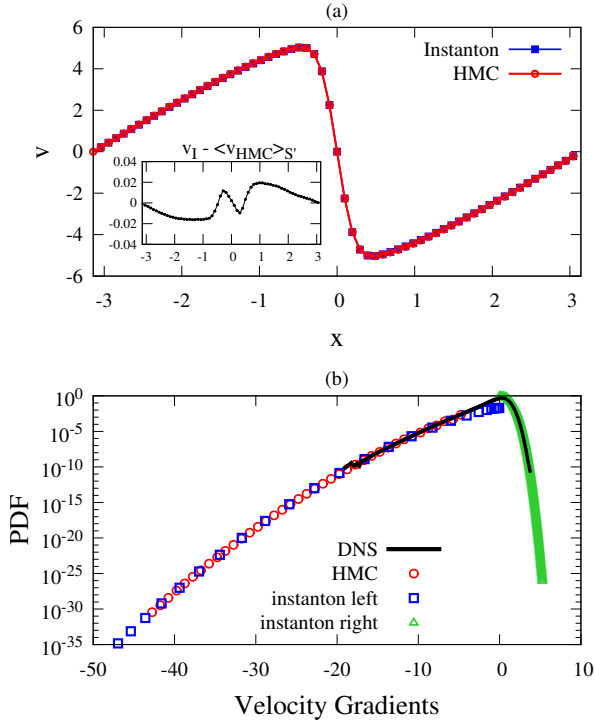 (a)
6
4
2
0
-2
-4
-6
v
Instanton
HMC
v_I - <v_HMC>_S'
0.04
0.02
0
-0.02
-0.04
-3 -2 -1 0 1 2 3
-3 -2 -1 0 1 2 3
x
(b)
10^0
10^-5
10^-10
10^-15
10^-20
10^-25
10^-30
10^-35
PDF
DNS
HMC
instanton left
instanton right
-50 -40 -30 -20 -10 0 10
Velocity Gradients